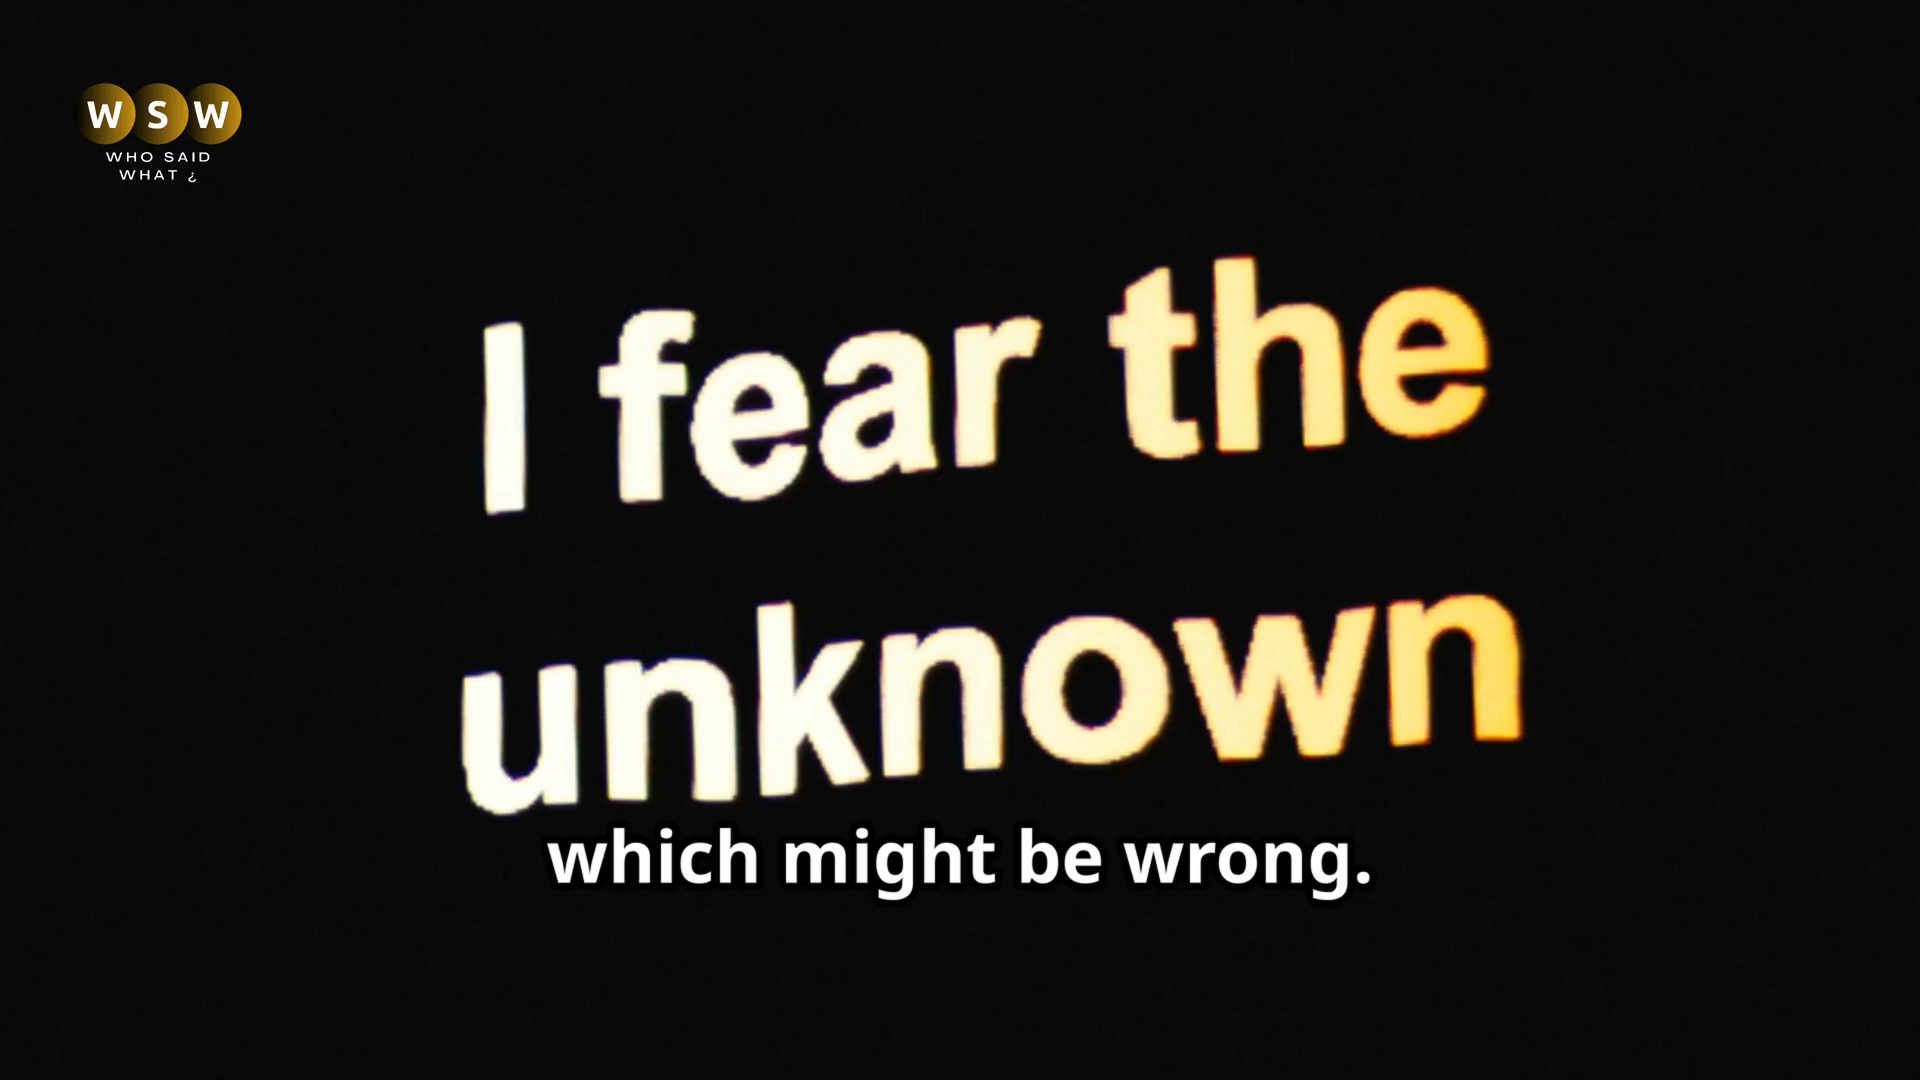 W S W
WHO SAID
WHAT ¿
I fear the
unknown
which might be wrong.